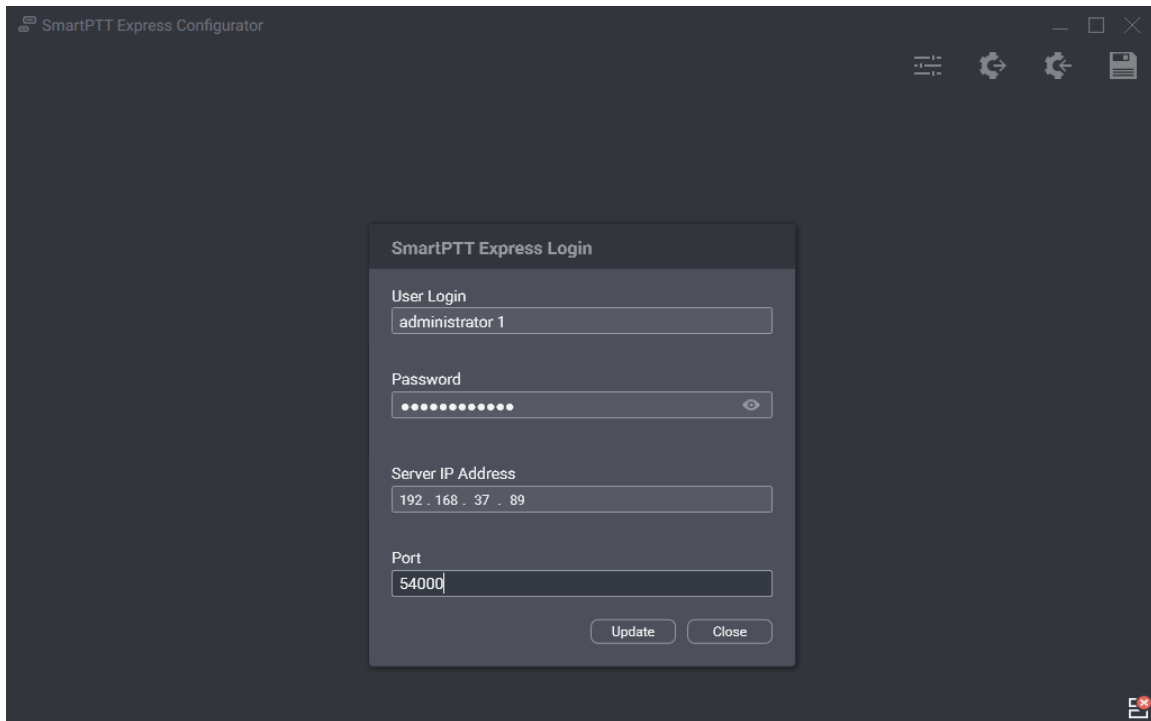 SmartPTT Express Configurator
SmartPTT Express Login
User Login
administrator 1
Password
••••••••••••
Server IP Address
192 . 168 . 37 . 89
Port
54000
Update Close